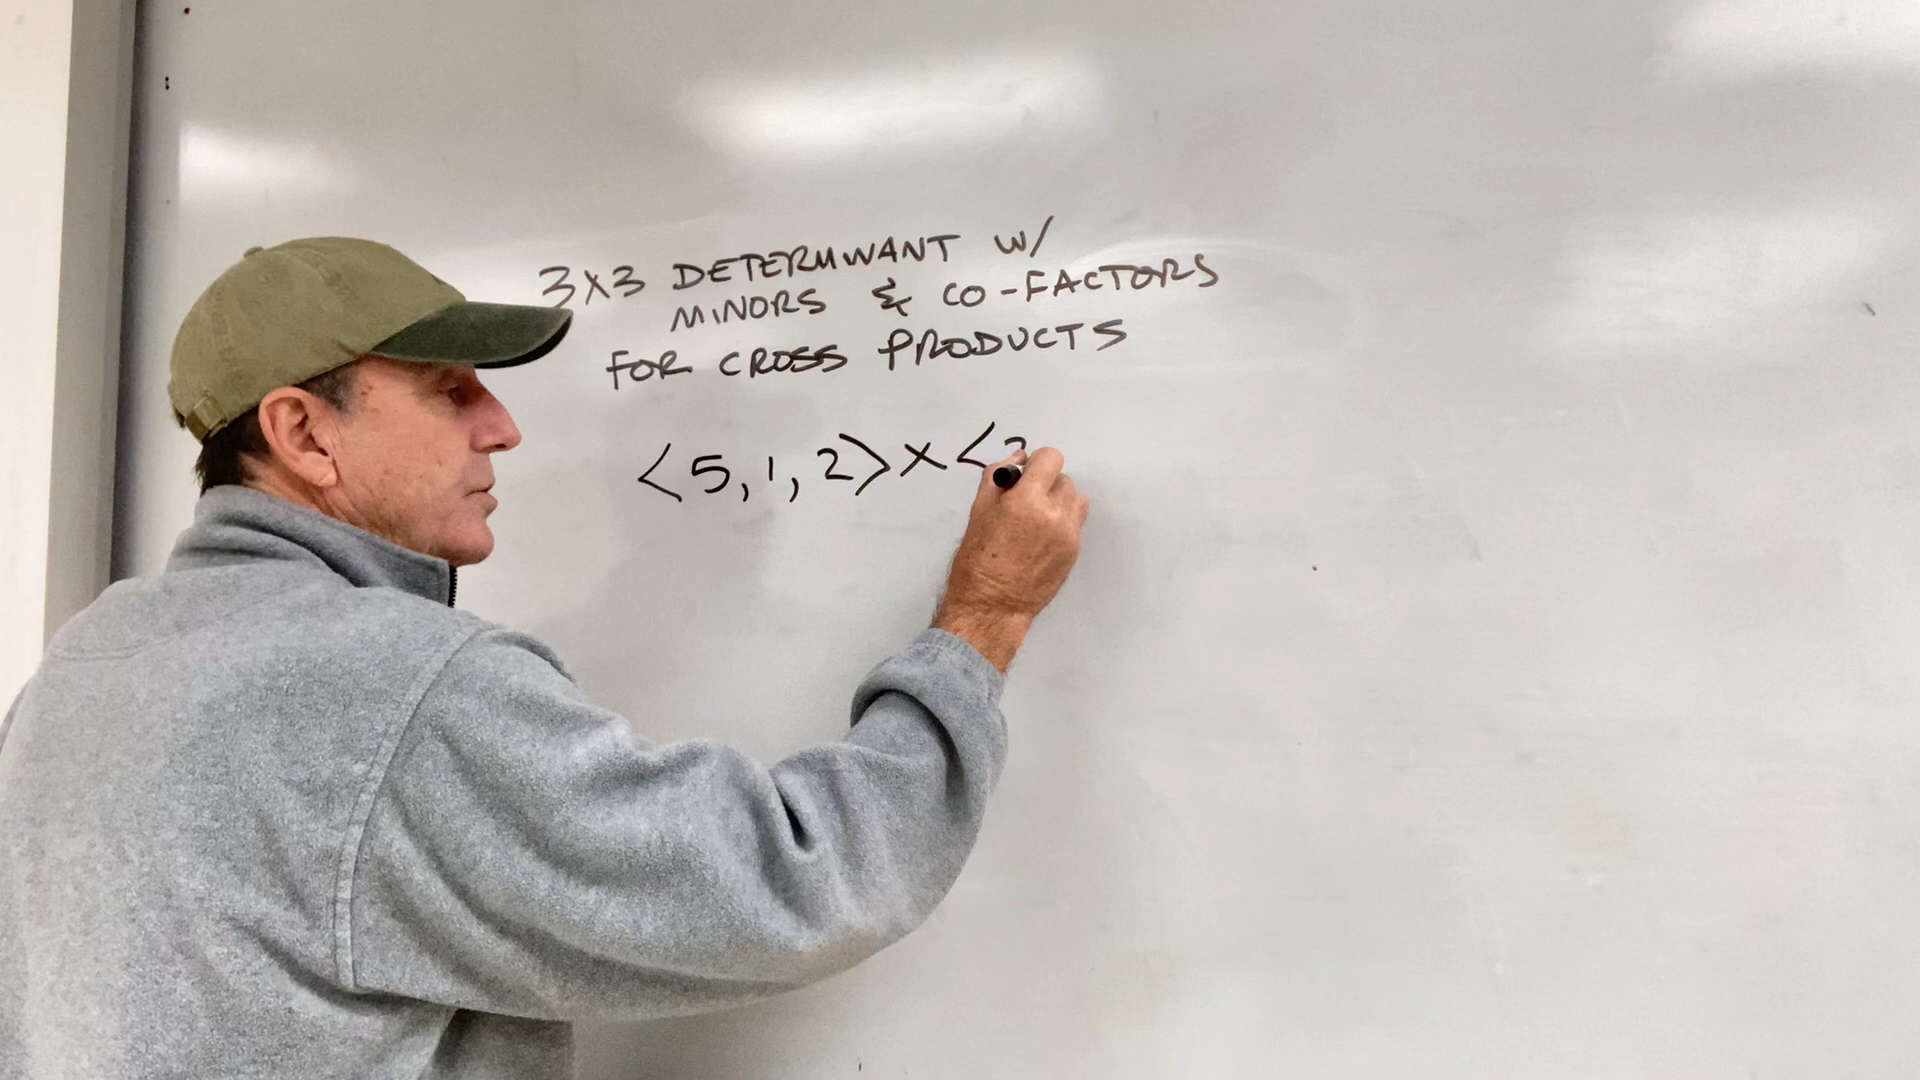 3X3 DETERMINANT W/
MINORS & CO-FACTORS
FOR CROSS PRODUCTS
<5, 1, 2> × <